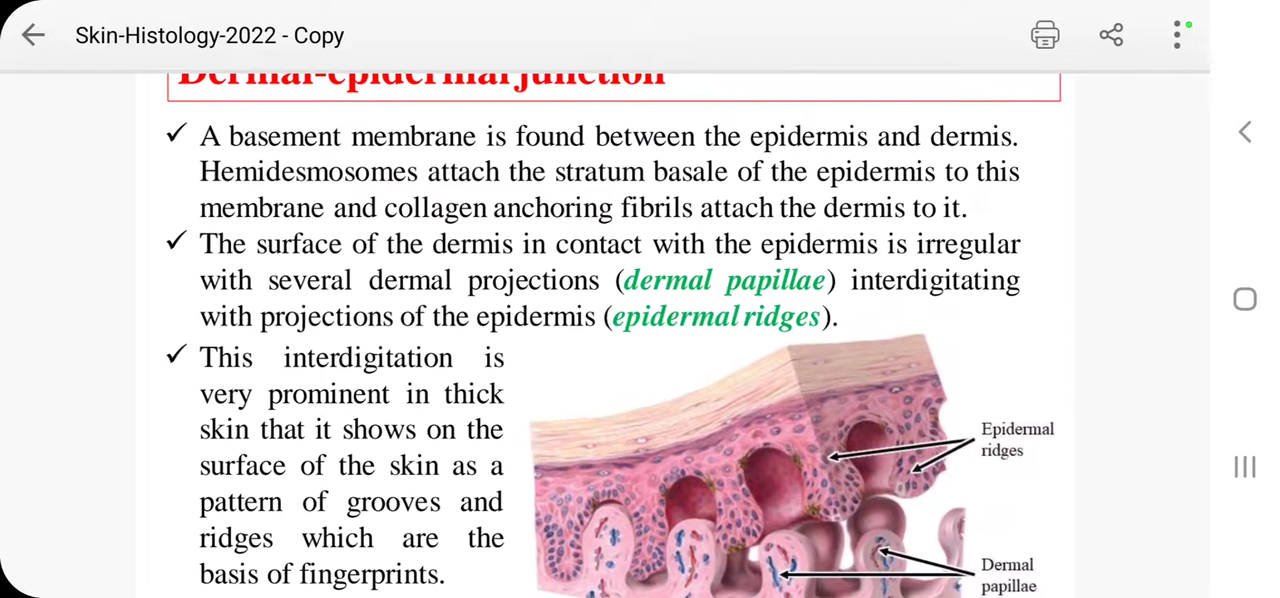 Skin-Histology-2022 - Copy
Dermal-epidermal junction
✓ A basement membrane is found between the epidermis and dermis.
Hemidesmosomes attach the stratum basale of the epidermis to this
membrane and collagen anchoring fibrils attach the dermis to it.
✓ The surface of the dermis in contact with the epidermis is irregular
with several dermal projections (dermal papillae) interdigitating
with projections of the epidermis (epidermal ridges).
✓ This interdigitation is
very prominent in thick
skin that it shows on the
surface of the skin as a
pattern of grooves and
ridges which are the
basis of fingerprints.
Epidermal
ridges
Dermal
papillae